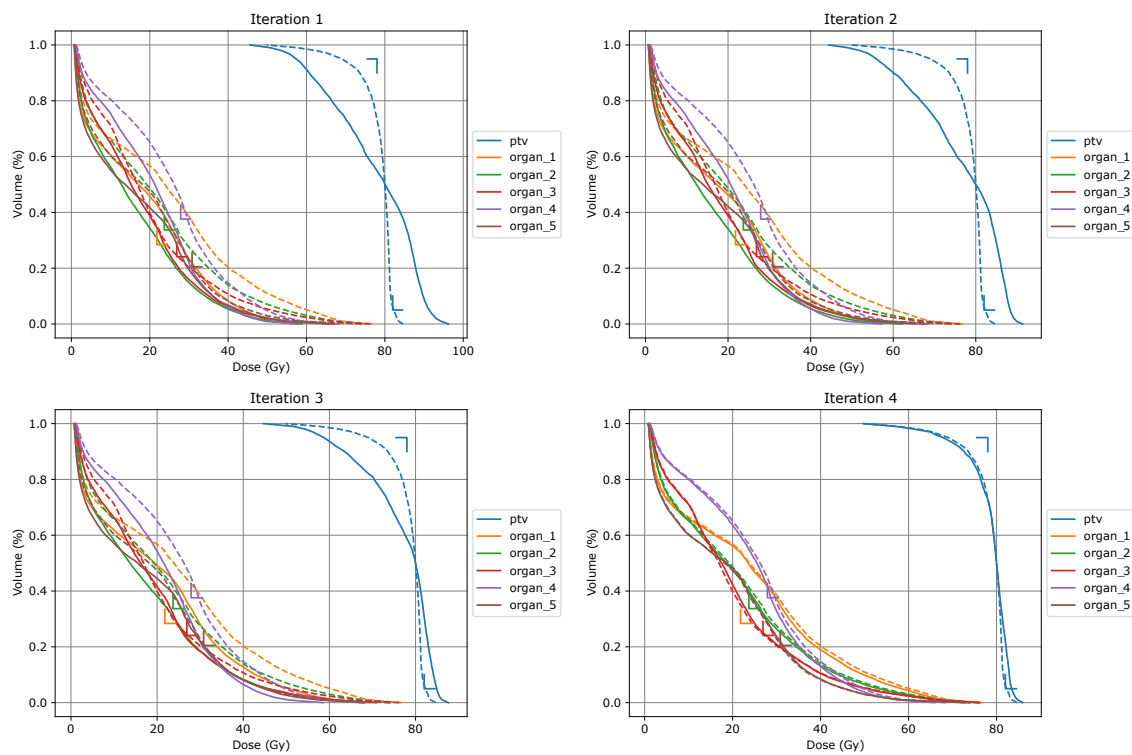 Iteration 1
Volume (%)
1.0
0.8
0.6
0.4
0.2
0.0
0
20
40
60
80
100
Dose (Gy)
ptv
organ_1
organ_2
organ_3
organ_4
organ_5
Iteration 2
Volume (%)
1.0
0.8
0.6
0.4
0.2
0.0
0
20
40
60
80
Dose (Gy)
ptv
organ_1
organ_2
organ_3
organ_4
organ_5
Iteration 3
Volume (%)
1.0
0.8
0.6
0.4
0.2
0.0
0
20
40
60
80
Dose (Gy)
ptv
organ_1
organ_2
organ_3
organ_4
organ_5
Iteration 4
Volume (%)
1.0
0.8
0.6
0.4
0.2
0.0
0
20
40
60
80
Dose (Gy)
ptv
organ_1
organ_2
organ_3
organ_4
organ_5